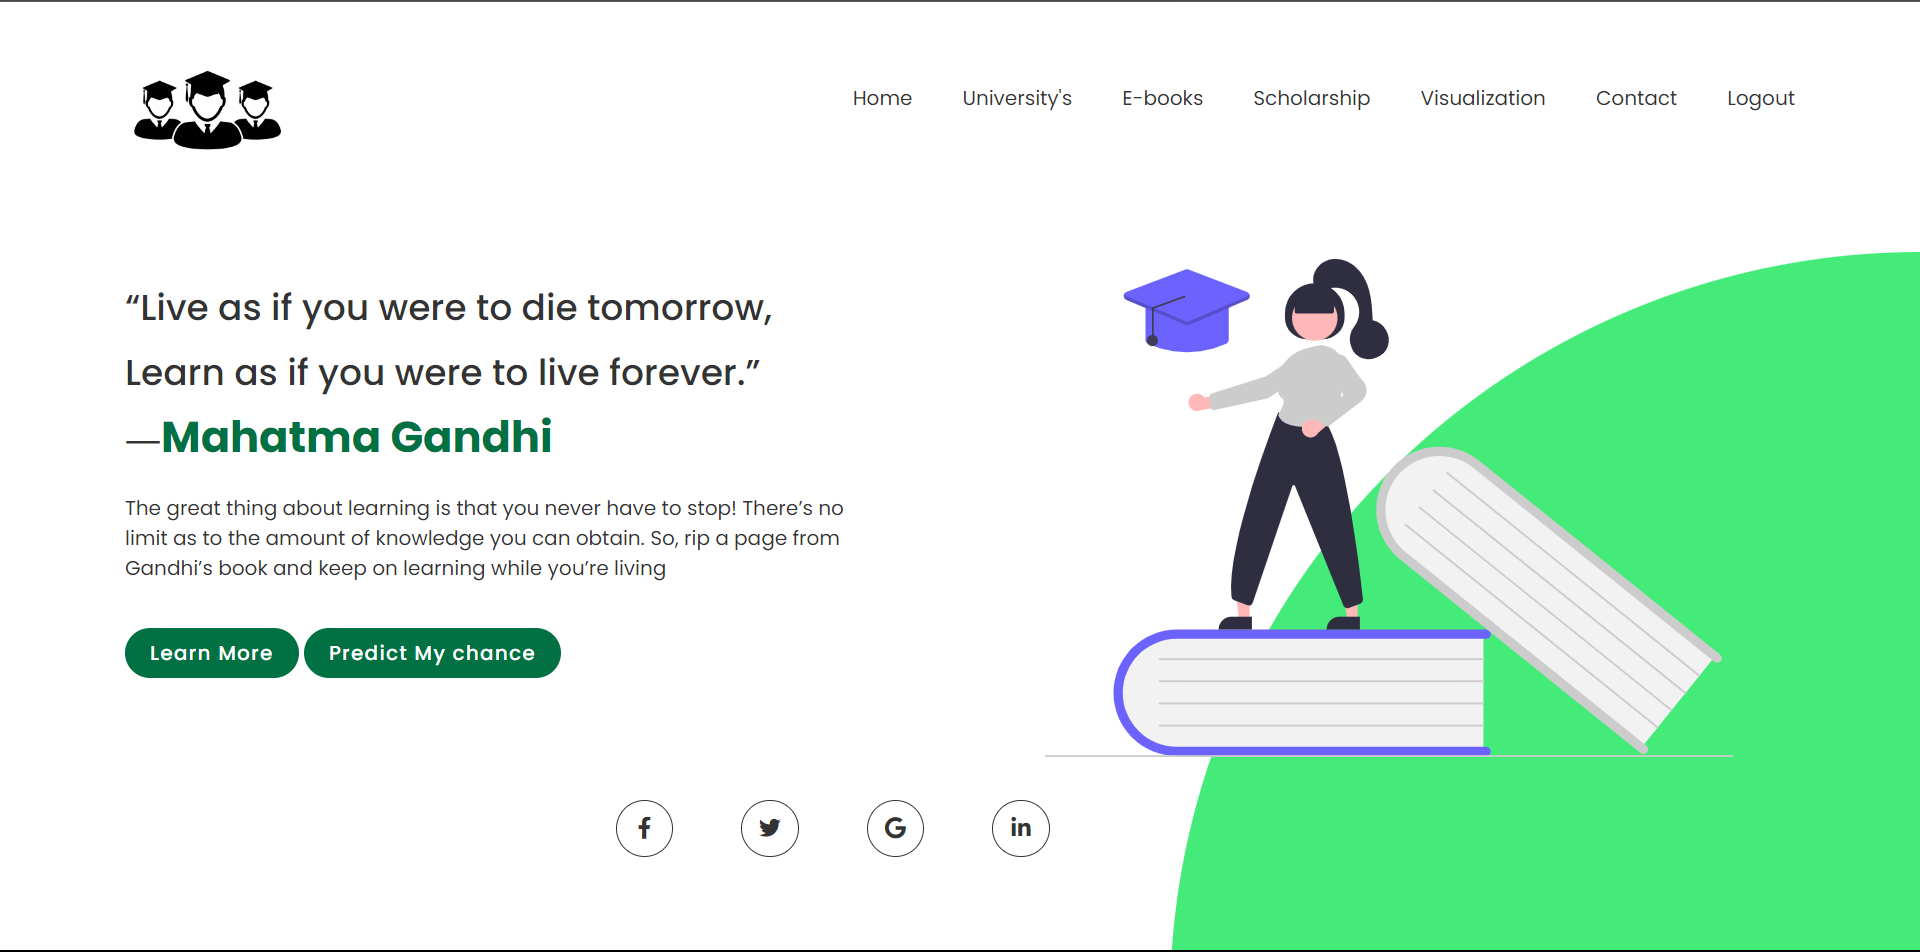 Home University's E-books Scholarship Visualization Contact Logout
“Live as if you were to die tomorrow,
Learn as if you were to live forever.”
—Mahatma Gandhi
The great thing about learning is that you never have to stop! There’s no
limit as to the amount of knowledge you can obtain. So, rip a page from
Gandhi’s book and keep on learning while you’re living
Learn More Predict My chance